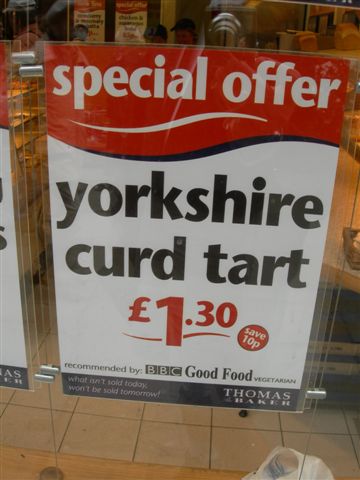 special offer
yorkshire
curd tart
£1.30
save
10p
recommended by: BBC Good Food VEGETARIAN
what isn't sold today,
won't be sold tomorrow!
THOMAS
the BAKER